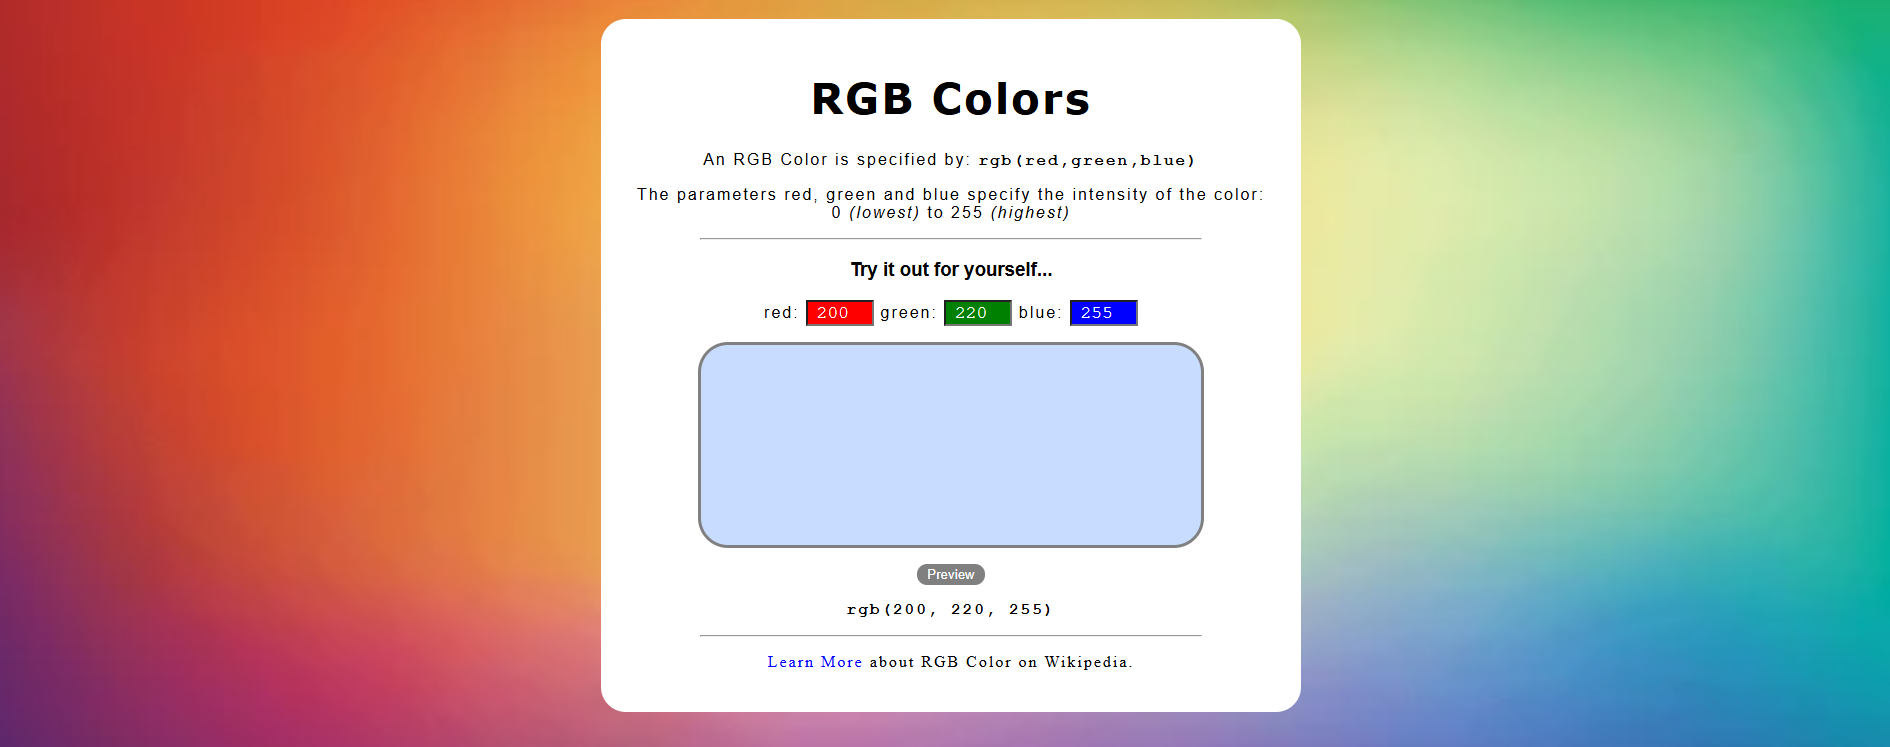 RGB Colors
An RGB Color is specified by: rgb(red,green,blue)
The parameters red, green and blue specify the intensity of the color:
0 (lowest) to 255 (highest)
Try it out for yourself...
red: 200 green: 220 blue: 255
Preview
rgb(200, 220, 255)
Learn More about RGB Color on Wikipedia.